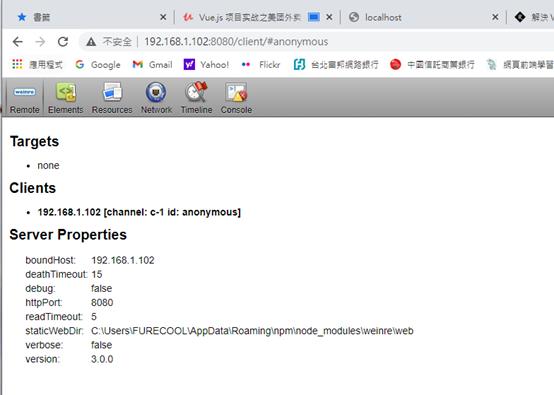 書籤
Vue.js 项目实战之美团外卖
localhost
解決 W
不安全 | 192.168.1.102:8080/client/#anonymous
應用程式 Google Gmail Yahoo! Flickr 台北富邦網路銀行 中國信託商業銀行 網頁前端學習
weinre
Remote Elements Resources Network Timeline Console
Targets
none
Clients
192.168.1.102 [channel: c-1 id: anonymous]
Server Properties
boundHost: 192.168.1.102
deathTimeout: 15
debug: false
httpPort: 8080
readTimeout: 5
staticWebDir: C:\Users\FURECOOL\AppData\Roaming\npm\node_modules\weinre\web
verbose: false
version: 3.0.0